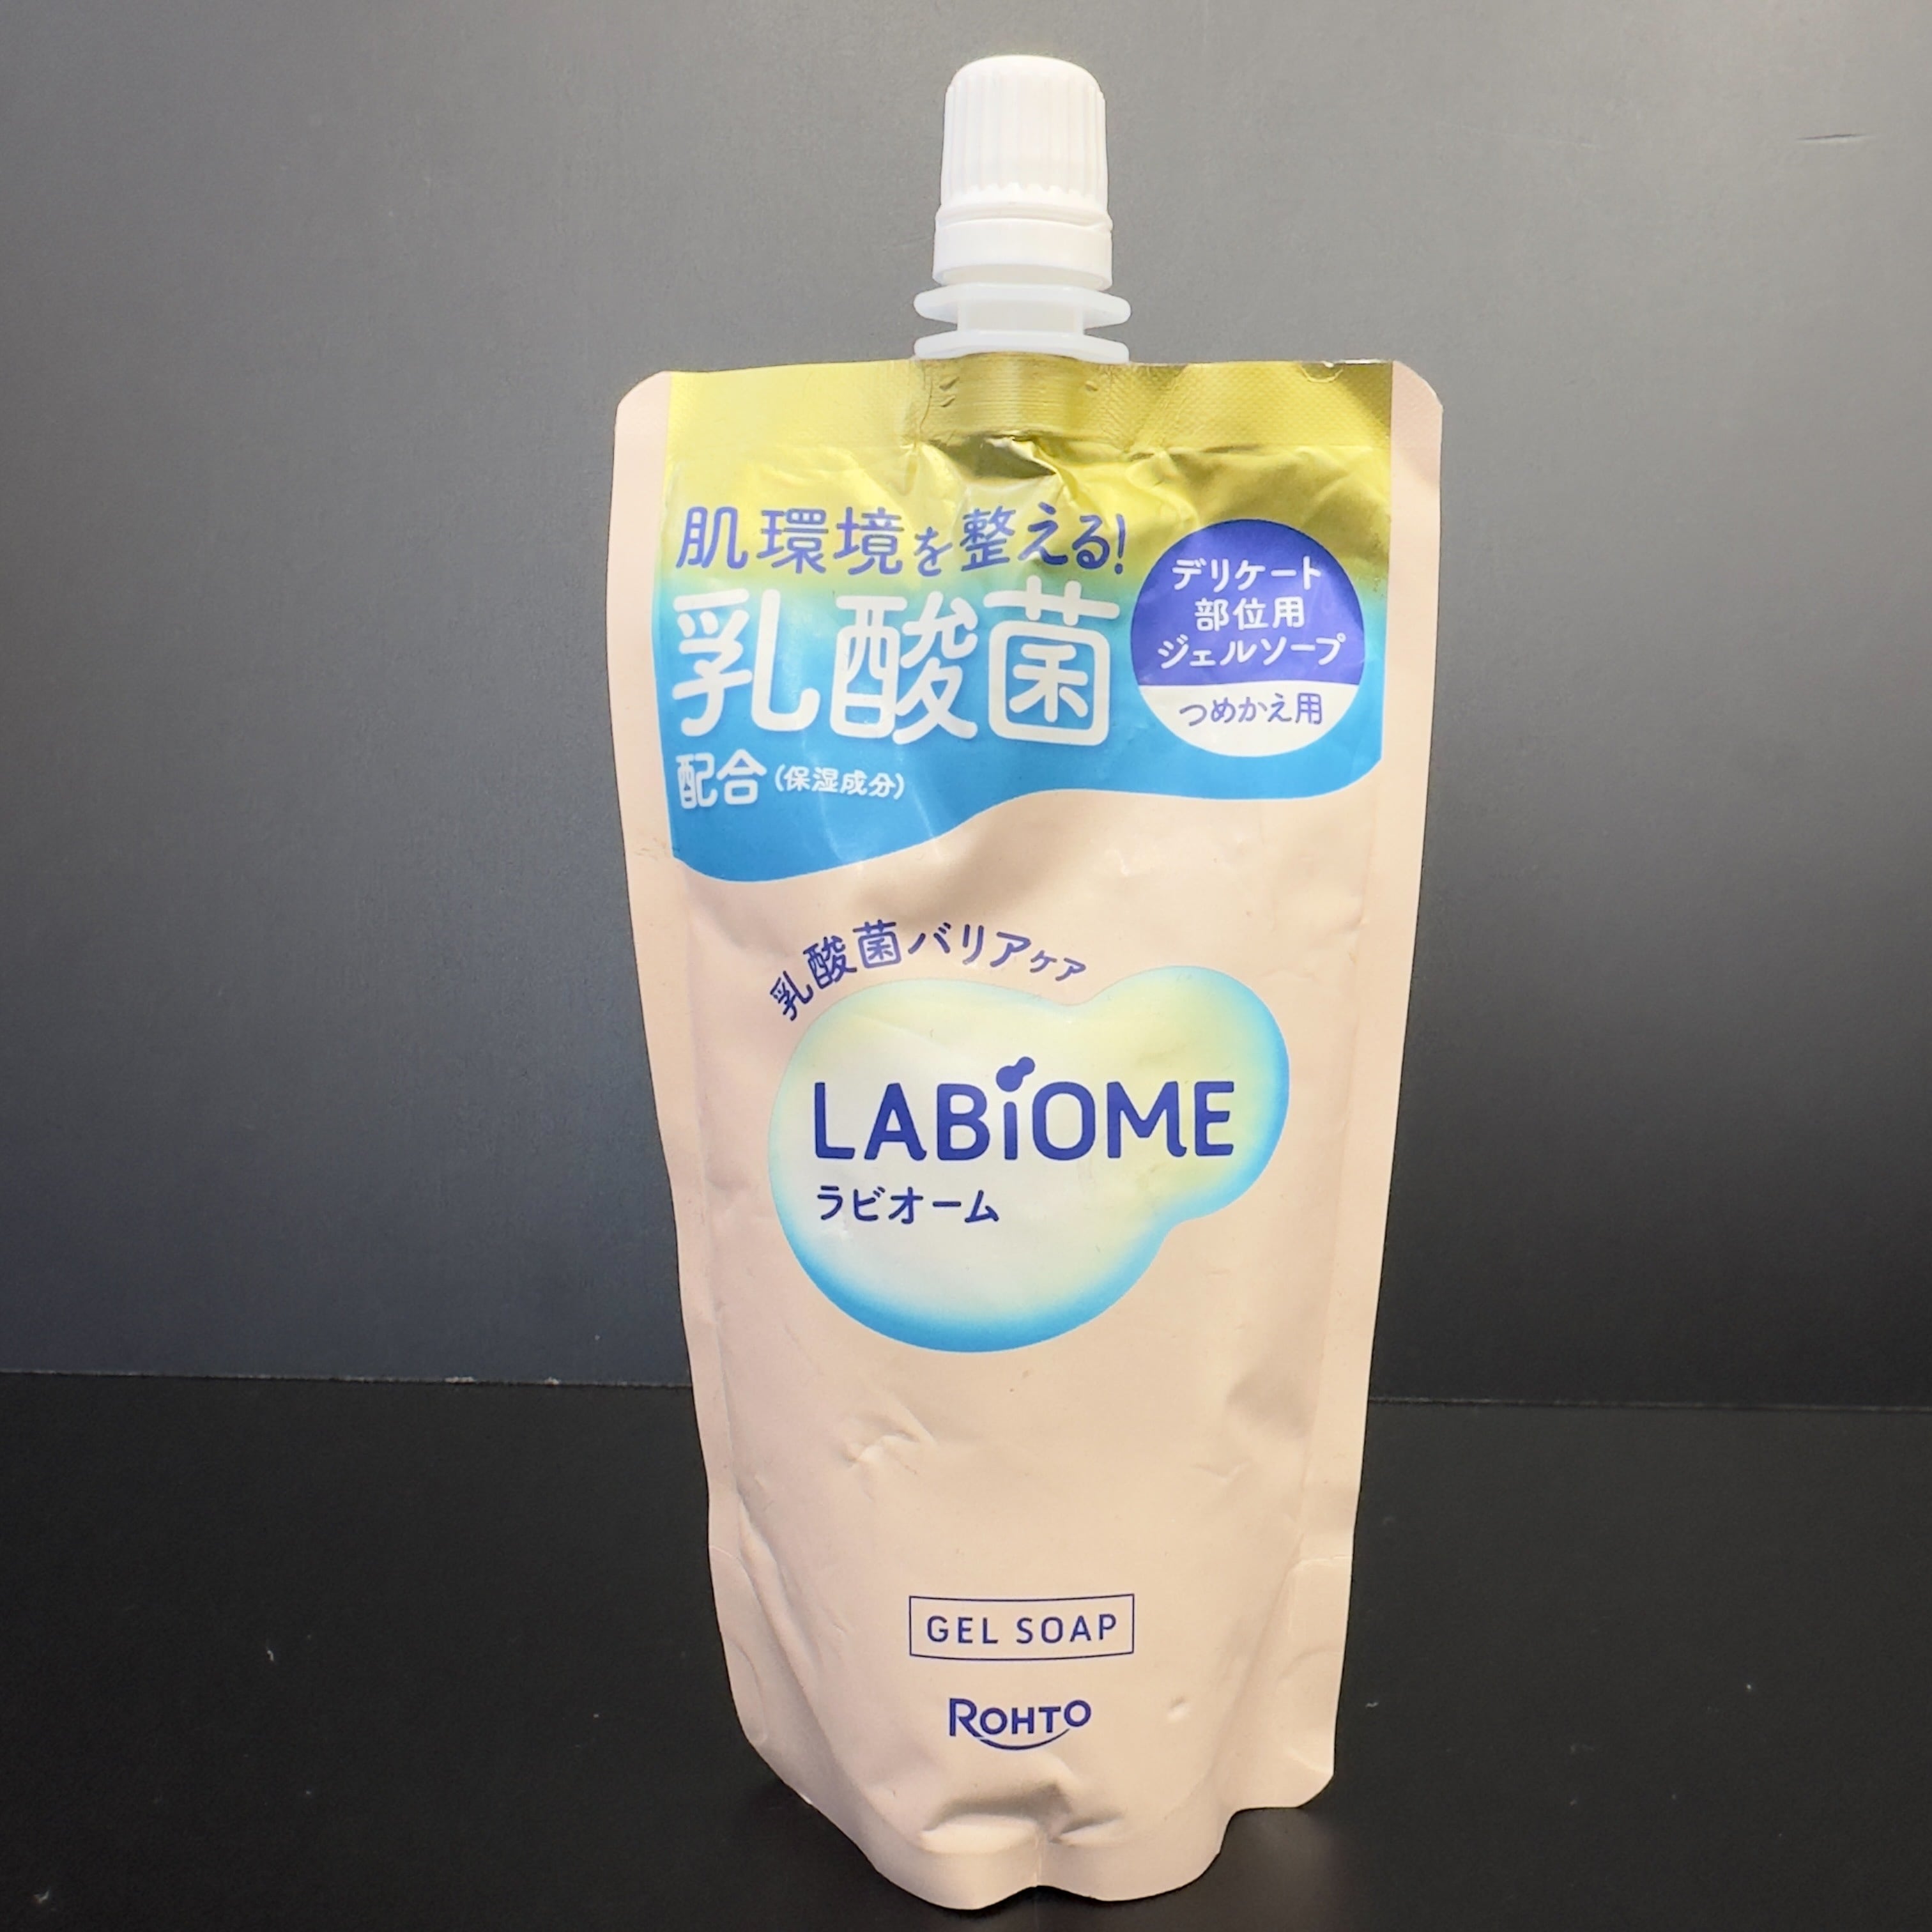 肌環境を整える!
乳酸菌
配合(保湿成分)
デリケート
部位用
ジェルソープ
つめかえ用
乳酸菌バリアケア
LABiOME
ラビオーム
GEL SOAP
ROHTO